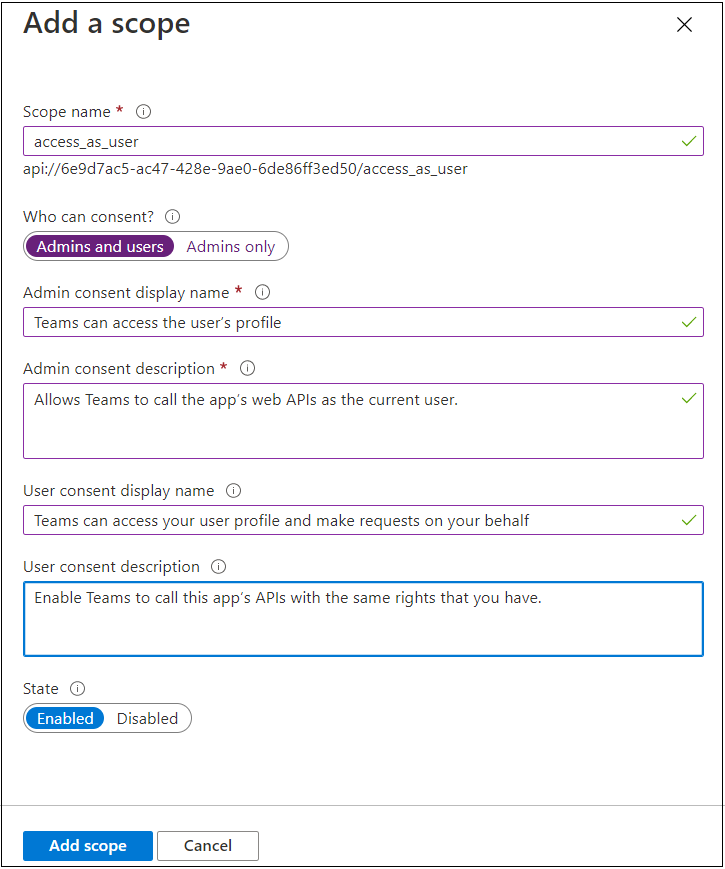 Add a scope
Scope name *
access_as_user
api://6e9d7ac5-ac47-428e-9ae0-6de86ff3ed50/access_as_user
Who can consent?
Admins and users Admins only
Admin consent display name *
Teams can access the user’s profile
Admin consent description *
Allows Teams to call the app’s web APIs as the current user.
User consent display name
Teams can access your user profile and make requests on your behalf
User consent description
Enable Teams to call this app’s APIs with the same rights that you have.
State
Enabled Disabled
Add scope Cancel